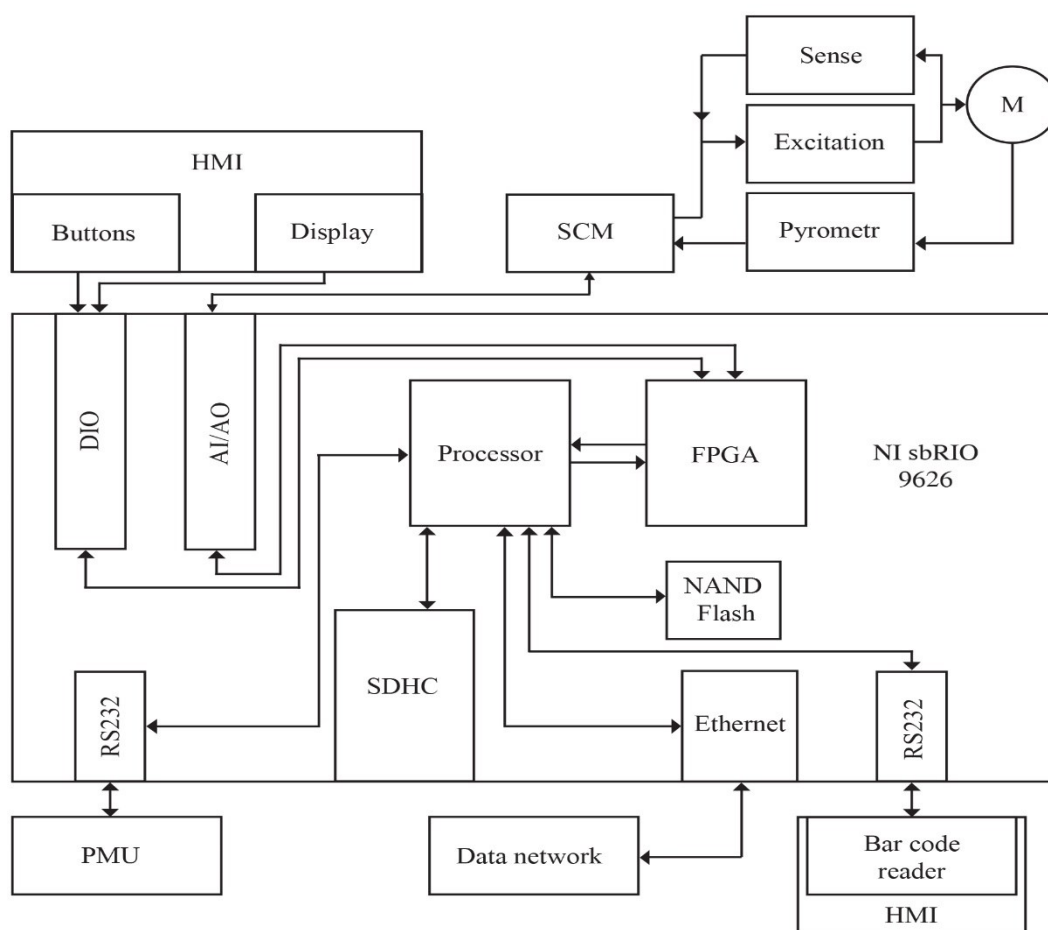 Sense
M
Excitation
HMI
Buttons
Display
SCM
Pyrometr
DIO
AI/AO
Processor
FPGA
NI sbRIO
9626
NAND
Flash
SDHC
RS232
Ethernet
RS232
PMU
Data network
Bar code
reader
HMI